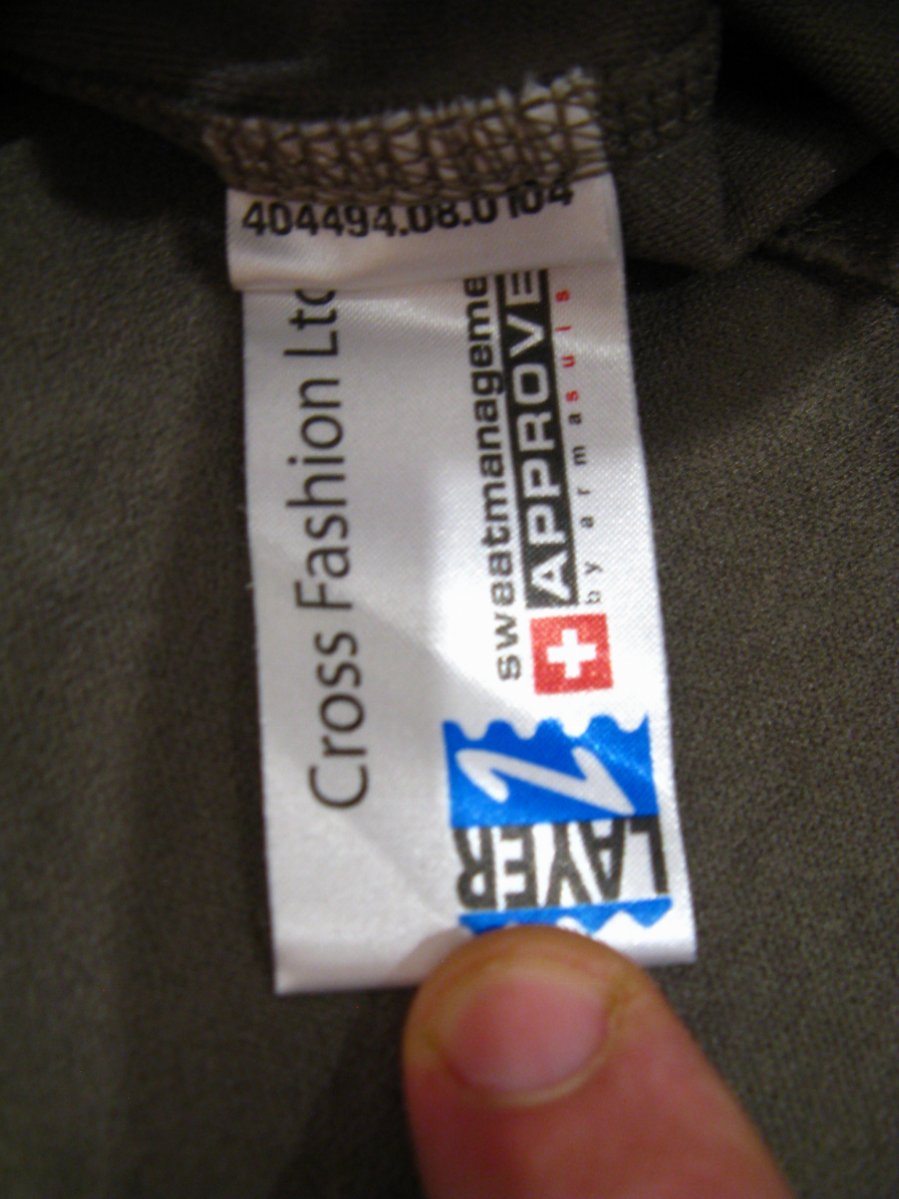 404494.08.0104
Cross Fashion Ltd
sweatmanageme
APPROVE
by armasuis
LAYER 2